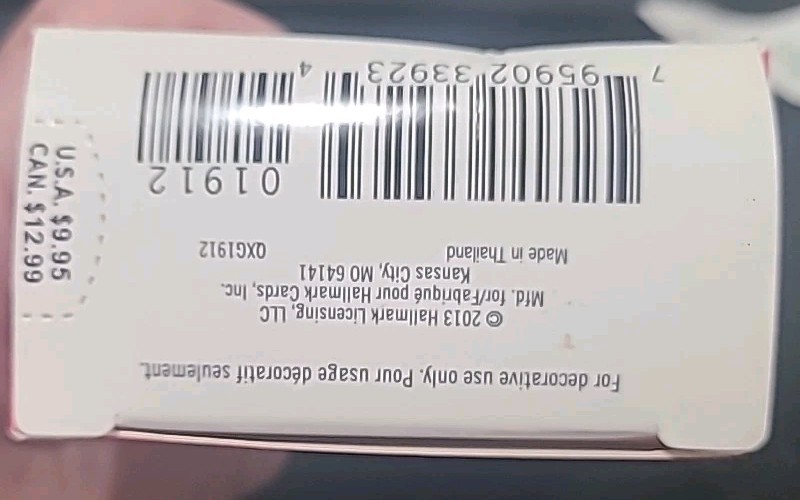 For decorative use only. Pour usage décoratif seulement.
© 2013 Hallmark Licensing, LLC
Mfd. for/Fabriqué pour Hallmark Cards, Inc.
Kansas City, MO 64141
Made in Thailand QXG1912
01912
7 95902 33923 4
U.S.A. $9.95
CAN. $12.99